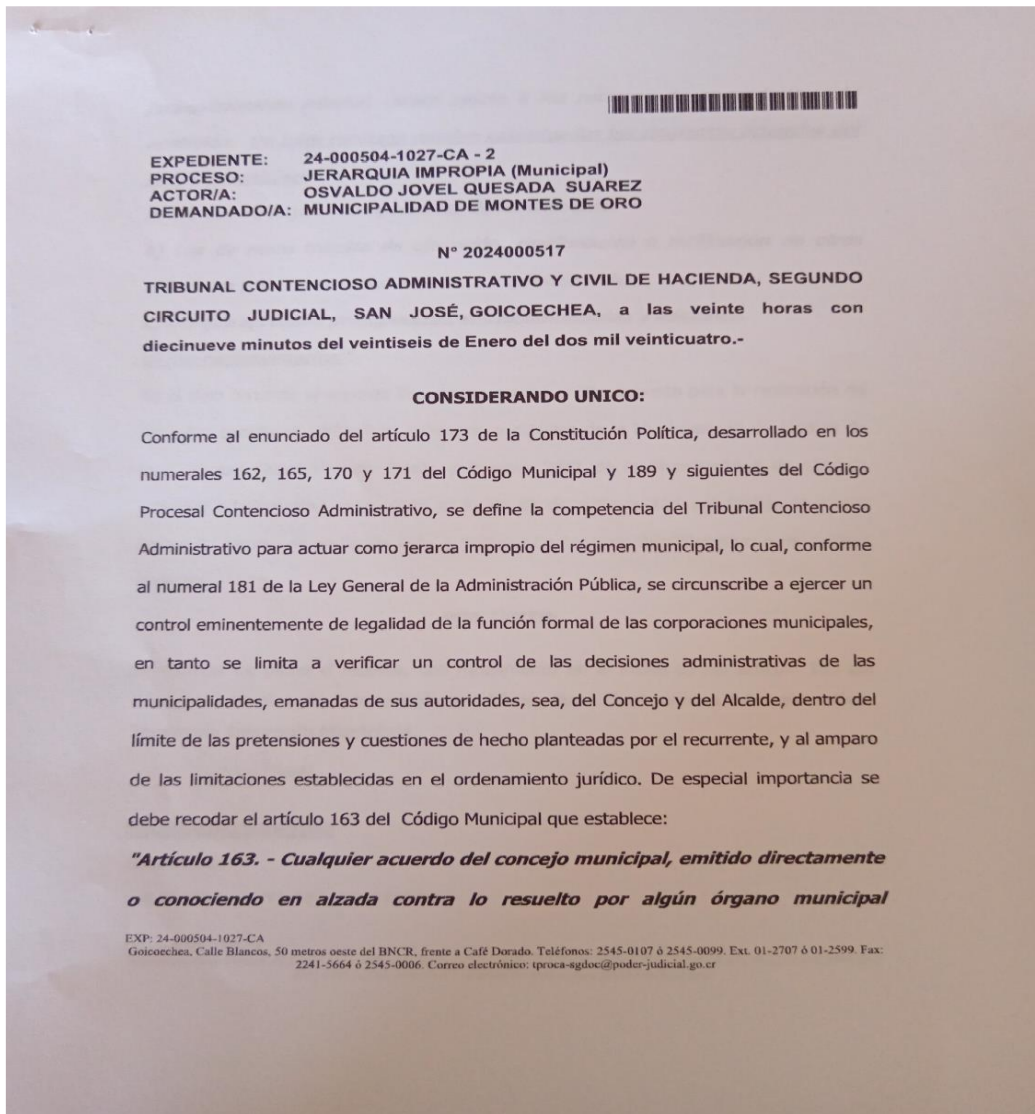 EXPEDIENTE: 24-000504-1027-CA - 2
PROCESO: JERARQUIA IMPROPIA (Municipal)
ACTOR/A: OSVALDO JOVEL QUESADA SUAREZ
DEMANDADO/A: MUNICIPALIDAD DE MONTES DE ORO
N° 2024000517
TRIBUNAL CONTENCIOSO ADMINISTRATIVO Y CIVIL DE HACIENDA, SEGUNDO
CIRCUITO JUDICIAL, SAN JOSÉ, GOICOECHEA, a las veinte horas con
diecinueve minutos del veintiseis de Enero del dos mil veinticuatro.-
CONSIDERANDO UNICO:
Conforme al enunciado del artículo 173 de la Constitución Política, desarrollado en los
numerales 162, 165, 170 y 171 del Código Municipal y 189 y siguientes del Código
Procesal Contencioso Administrativo, se define la competencia del Tribunal Contencioso
Administrativo para actuar como jerarca impropio del régimen municipal, lo cual, conforme
al numeral 181 de la Ley General de la Administración Pública, se circunscribe a ejercer un
control eminentemente de legalidad de la función formal de las corporaciones municipales,
en tanto se limita a verificar un control de las decisiones administrativas de las
municipalidades, emanadas de sus autoridades, sea, del Concejo y del Alcalde, dentro del
límite de las pretensiones y cuestiones de hecho planteadas por el recurrente, y al amparo
de las limitaciones establecidas en el ordenamiento jurídico. De especial importancia se
debe recodar el artículo 163 del Código Municipal que establece:
"Artículo 163. - Cualquier acuerdo del concejo municipal, emitido directamente
o conociendo en alzada contra lo resuelto por algún órgano municipal
EXP: 24-000504-1027-CA
Goicoechea, Calle Blancos, 50 metros oeste del BNCR, frente a Café Dorado. Teléfonos: 2545-0107 ó 2545-0099. Ext. 01-2707 ó 01-2599. Fax:
2241-5664 ó 2545-0006. Correo electrónico: tproca-sgdoc@poder-judicial.go.cr